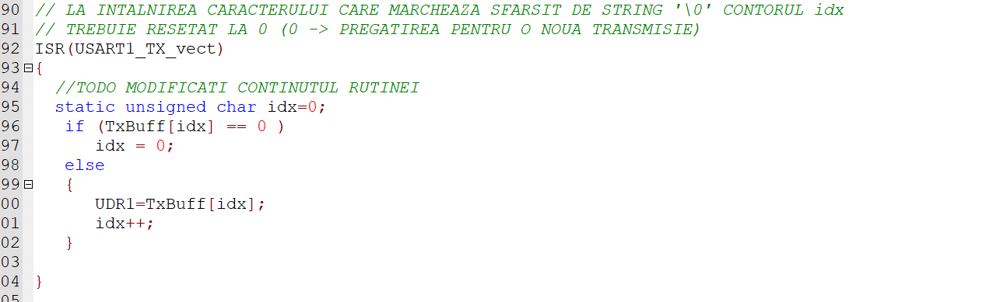 90 // LA INTALNIREA CARACTERULUI CARE MARCHEAZA SFARSIT DE STRING '\0' CONTORUL idx
91 // TREBUIE RESETAT LA 0 (0 -> PREGATIREA PENTRU O NOUA TRANSMISIE)
92 ISR(USART1_TX_vect)
93 {
94 //TODO MODIFICATI CONTINUTUL RUTINEI
95 static unsigned char idx=0;
96 if (TxBuff[idx] == 0 )
97 idx = 0;
98 else
99 {
00 UDR1=TxBuff[idx];
01 idx++;
02 }
03
04 }
05